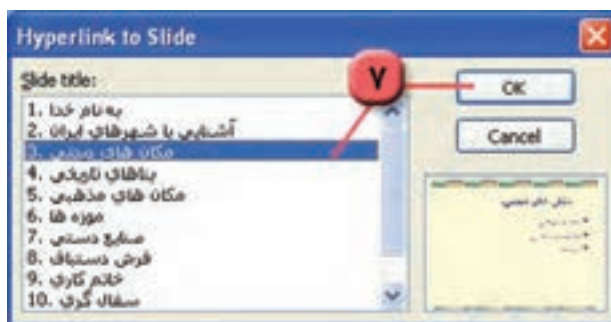 Hyperlink to Slide
Slide title:
1. به نام خدا
2. آشنایی با شهرهای ایران
3. مکان های دیدنی
4. بناهای تاریخی
5. مکان های مذهبی
6. موزه ها
7. صنایع دستی
8. فرش دستباف
9. خاتم کاری
10. سفال گری
۷
OK
Cancel